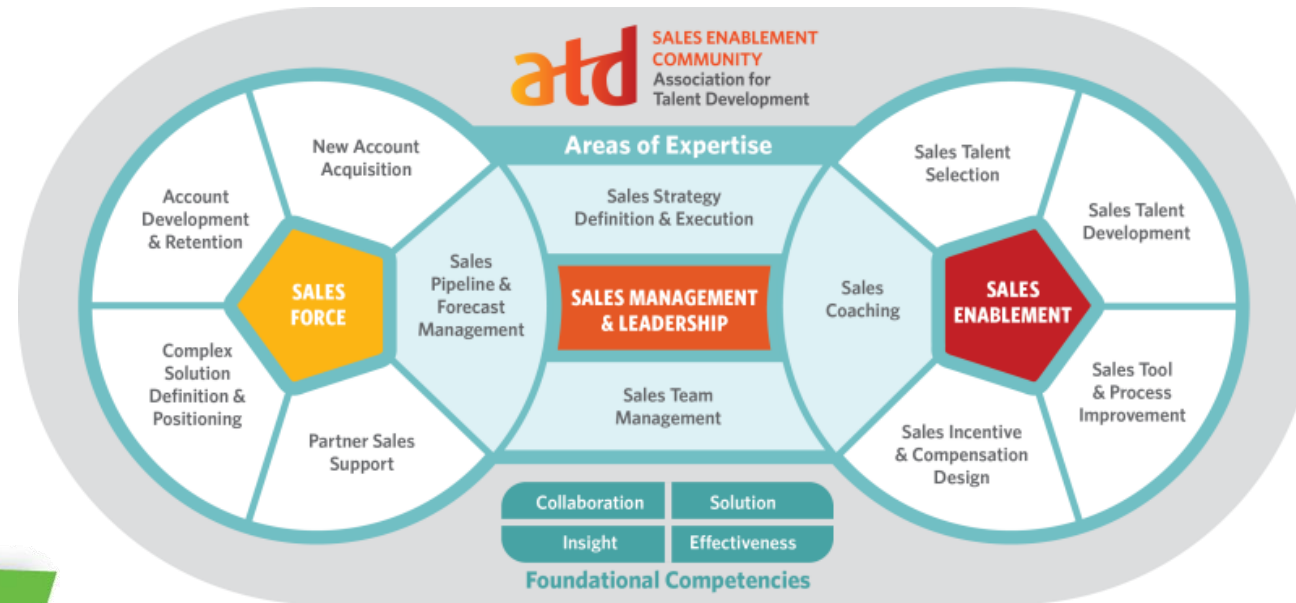 atd
SALES ENABLEMENT
COMMUNITY
Association for
Talent Development
Areas of Expertise
New Account
Acquisition
Account
Development
& Retention
SALES
FORCE
Sales
Pipeline &
Forecast
Management
Complex
Solution
Definition &
Positioning
Partner Sales
Support
Sales Strategy
Definition & Execution
SALES MANAGEMENT
& LEADERSHIP
Sales Team
Management
Sales Talent
Selection
Sales Talent
Development
Sales
Coaching
SALES
ENABLEMENT
Sales Tool
& Process
Improvement
Sales Incentive
& Compensation
Design
Collaboration
Solution
Insight
Effectiveness
Foundational Competencies